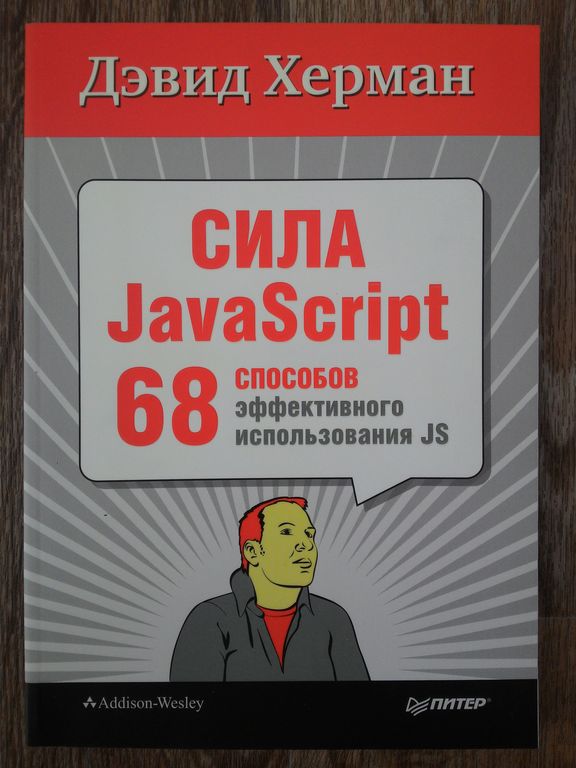 Дэвид Херман
СИЛА
JavaScript
68 способов
эффективного
использования JS
Addison-Wesley
ПИТЕР®